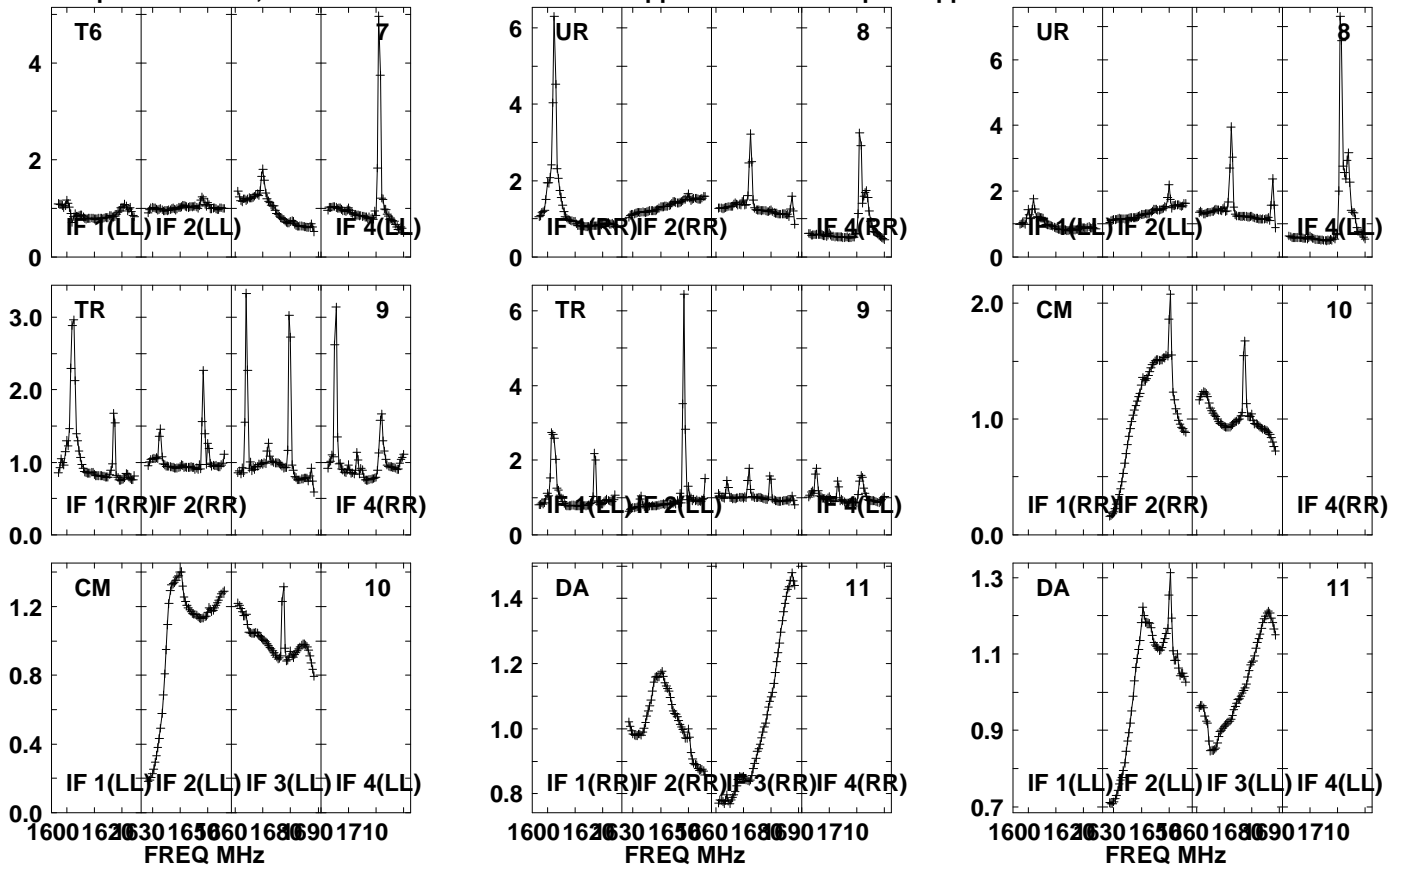 T6 7
4
2
0
IF 1(LL) IF 2(LL) IF 4(LL)
UR 8
6
4
2
0
IF 1(RR) IF 2(RR) IF 4(RR)
UR 8
6
4
2
0
IF 1(LL) IF 2(LL) IF 4(LL)
TR 9
3.0
2.0
1.0
0.0
IF 1(RR) IF 2(RR) IF 4(RR)
TR 9
6
4
2
0
IF 1(LL) IF 2(LL) IF 4(LL)
CM 10
2.0
1.0
0.0
IF 1(RR) IF 2(RR) IF 4(RR)
CM 10
1.2
0.8
0.4
0.0
IF 1(LL) IF 2(LL) IF 3(LL) IF 4(LL)
1600 1620 1630 1650 1660 1680 1690 1710
FREQ MHz
DA 11
1.4
1.2
1.0
0.8
IF 1(RR) IF 2(RR) IF 3(RR) IF 4(RR)
1600 1620 1630 1650 1660 1680 1690 1710
FREQ MHz
DA 11
1.3
1.1
0.9
0.7
IF 1(LL) IF 2(LL) IF 3(LL) IF 4(LL)
1600 1620 1630 1650 1660 1680 1690 1710
FREQ MHz